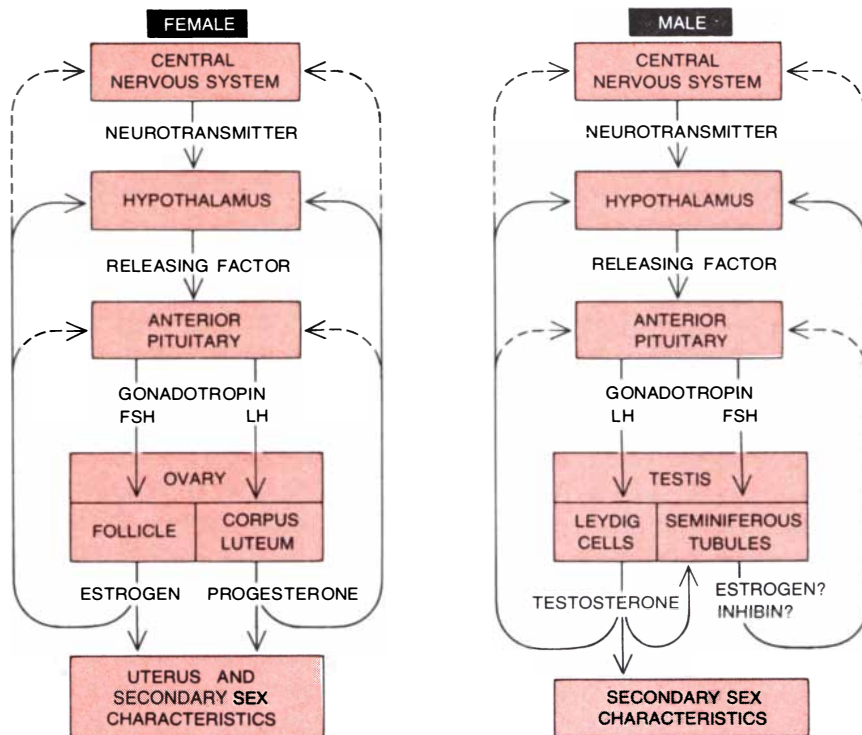 FEMALE
CENTRAL
NERVOUS SYSTEM
NEUROTRANSMITTER
HYPOTHALAMUS
RELEASING FACTOR
ANTERIOR
PITUITARY
GONADOTROPIN
FSH LH
OVARY
FOLLICLE
CORPUS
LUTEUM
ESTROGEN
PROGESTERONE
UTERUS AND
SECONDARY SEX
CHARACTERISTICS
MALE
CENTRAL
NERVOUS SYSTEM
NEUROTRANSMITTER
HYPOTHALAMUS
RELEASING FACTOR
ANTERIOR
PITUITARY
GONADOTROPIN
LH FSH
TESTIS
LEYDIG
CELLS
SEMINIFEROUS
TUBULES
TESTOSTERONE
ESTROGEN?
INHIBIN?
SECONDARY SEX
CHARACTERISTICS